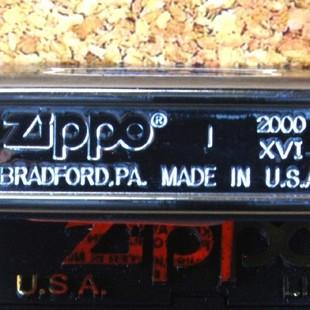 zippo® I 2000
XVI
BRADFORD, PA. MADE IN U.S.A
zippo
U.S.A.